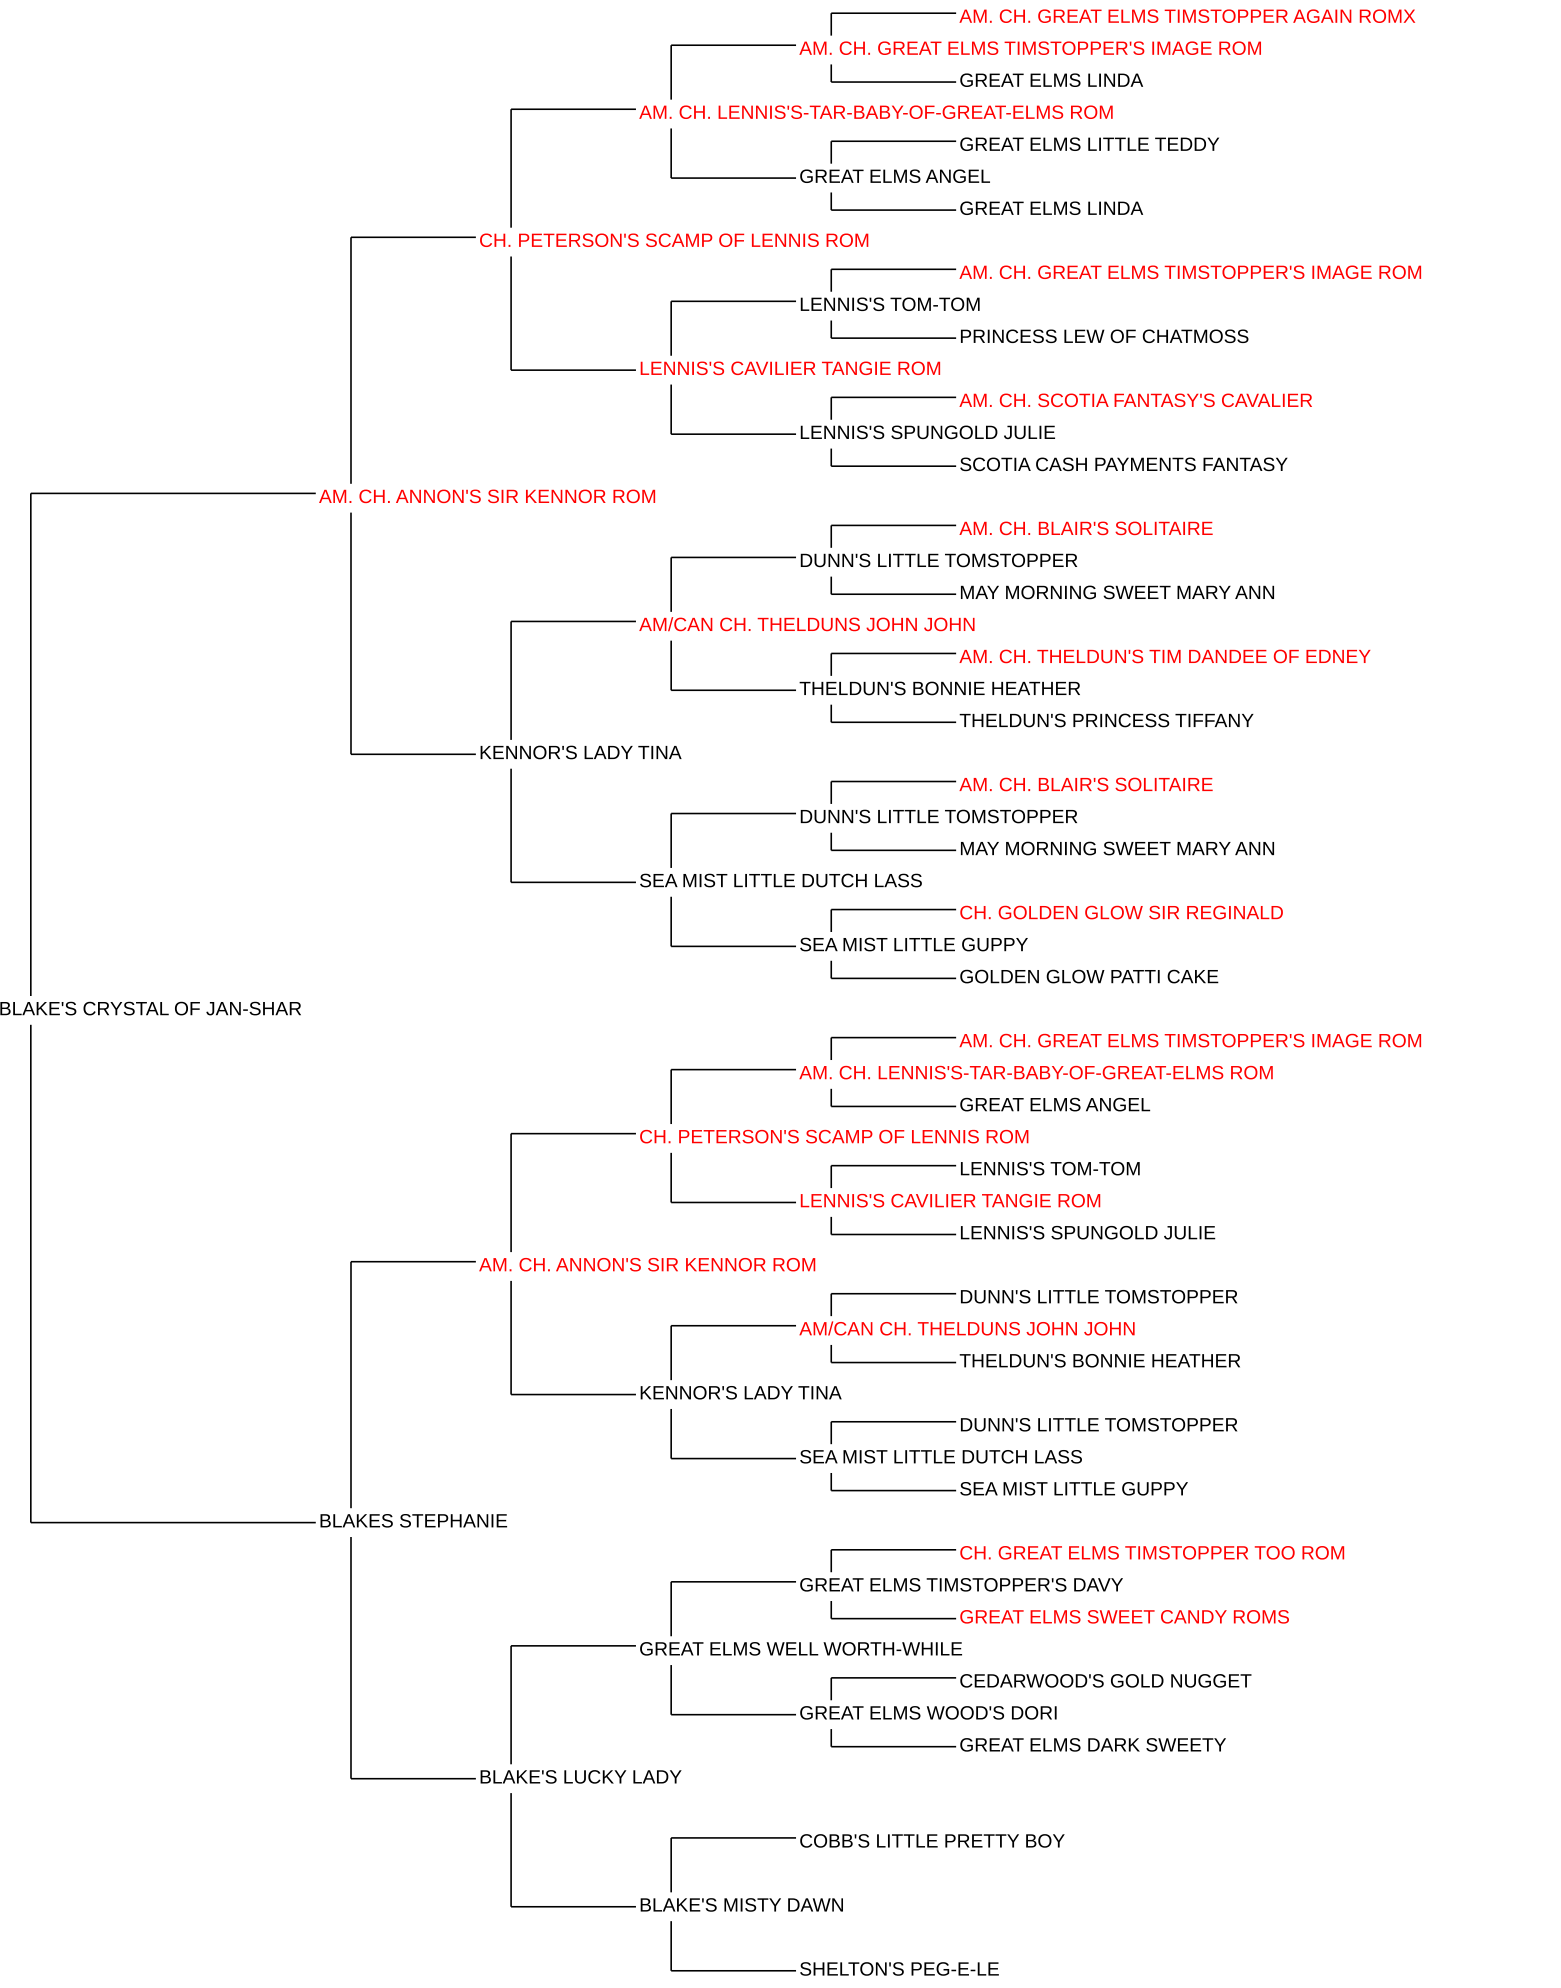 AM. CH. GREAT ELMS TIMSTOPPER AGAIN ROMX
AM. CH. GREAT ELMS TIMSTOPPER'S IMAGE ROM
GREAT ELMS LINDA
AM. CH. LENNIS'S-TAR-BABY-OF-GREAT-ELMS ROM
GREAT ELMS LITTLE TEDDY
GREAT ELMS ANGEL
GREAT ELMS LINDA
CH. PETERSON'S SCAMP OF LENNIS ROM
AM. CH. GREAT ELMS TIMSTOPPER'S IMAGE ROM
LENNIS'S TOM-TOM
PRINCESS LEW OF CHATMOSS
LENNIS'S CAVILIER TANGIE ROM
AM. CH. SCOTIA FANTASY'S CAVALIER
LENNIS'S SPUNGOLD JULIE
SCOTIA CASH PAYMENTS FANTASY
AM. CH. ANNON'S SIR KENNOR ROM
AM. CH. BLAIR'S SOLITAIRE
DUNN'S LITTLE TOMSTOPPER
MAY MORNING SWEET MARY ANN
AM/CAN CH. THELDUNS JOHN JOHN
AM. CH. THELDUN'S TIM DANDEE OF EDNEY
THELDUN'S BONNIE HEATHER
THELDUN'S PRINCESS TIFFANY
KENNOR'S LADY TINA
AM. CH. BLAIR'S SOLITAIRE
DUNN'S LITTLE TOMSTOPPER
MAY MORNING SWEET MARY ANN
SEA MIST LITTLE DUTCH LASS
CH. GOLDEN GLOW SIR REGINALD
SEA MIST LITTLE GUPPY
GOLDEN GLOW PATTI CAKE
BLAKE'S CRYSTAL OF JAN-SHAR
AM. CH. GREAT ELMS TIMSTOPPER'S IMAGE ROM
AM. CH. LENNIS'S-TAR-BABY-OF-GREAT-ELMS ROM
GREAT ELMS ANGEL
CH. PETERSON'S SCAMP OF LENNIS ROM
LENNIS'S TOM-TOM
LENNIS'S CAVILIER TANGIE ROM
LENNIS'S SPUNGOLD JULIE
AM. CH. ANNON'S SIR KENNOR ROM
DUNN'S LITTLE TOMSTOPPER
AM/CAN CH. THELDUNS JOHN JOHN
THELDUN'S BONNIE HEATHER
KENNOR'S LADY TINA
DUNN'S LITTLE TOMSTOPPER
SEA MIST LITTLE DUTCH LASS
SEA MIST LITTLE GUPPY
BLAKES STEPHANIE
CH. GREAT ELMS TIMSTOPPER TOO ROM
GREAT ELMS TIMSTOPPER'S DAVY
GREAT ELMS SWEET CANDY ROMS
GREAT ELMS WELL WORTH-WHILE
CEDARWOOD'S GOLD NUGGET
GREAT ELMS WOOD'S DORI
GREAT ELMS DARK SWEETY
BLAKE'S LUCKY LADY
COBB'S LITTLE PRETTY BOY
BLAKE'S MISTY DAWN
SHELTON'S PEG-E-LE